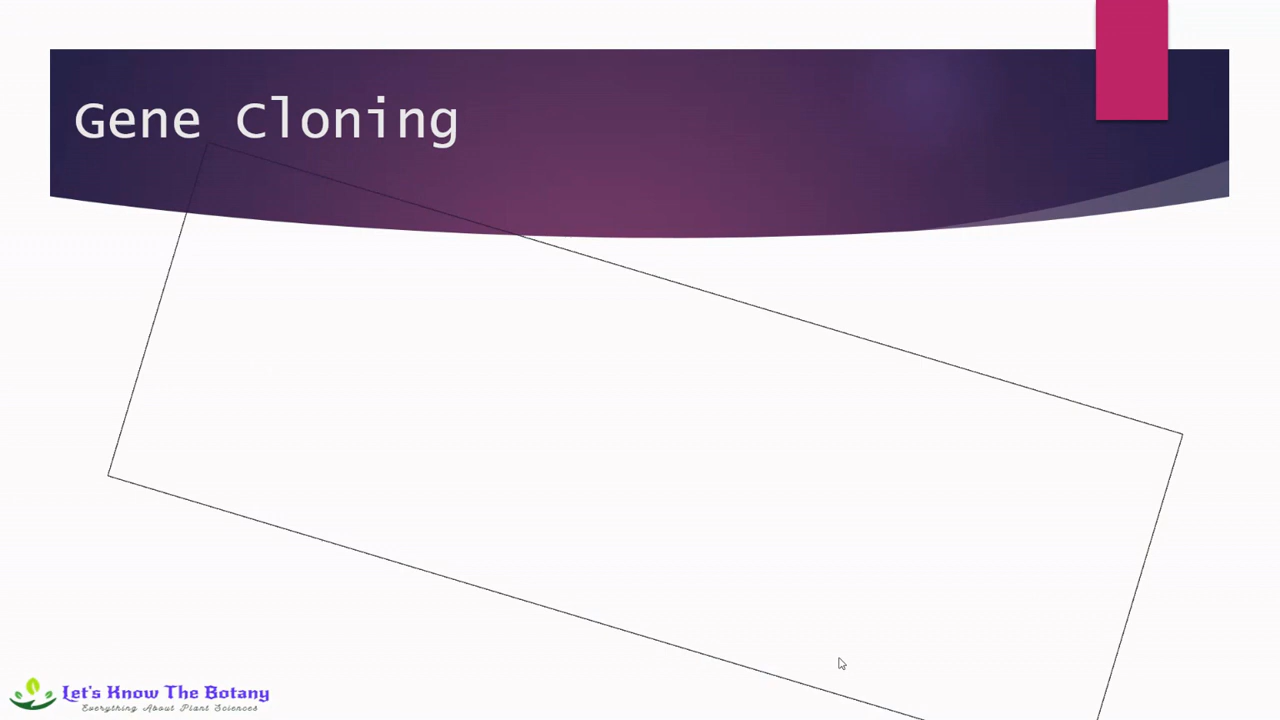 Gene Cloning
Let's Know The Botany
Everything About Plant Sciences